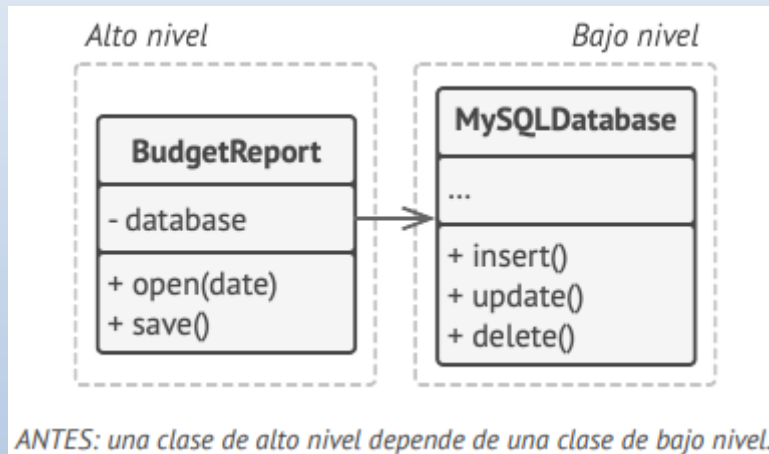 Alto nivel
Bajo nivel
BudgetReport
- database
+ open(date)
+ save()
MySQLDatabase
...
+ insert()
+ update()
+ delete()
ANTES: una clase de alto nivel depende de una clase de bajo nivel.